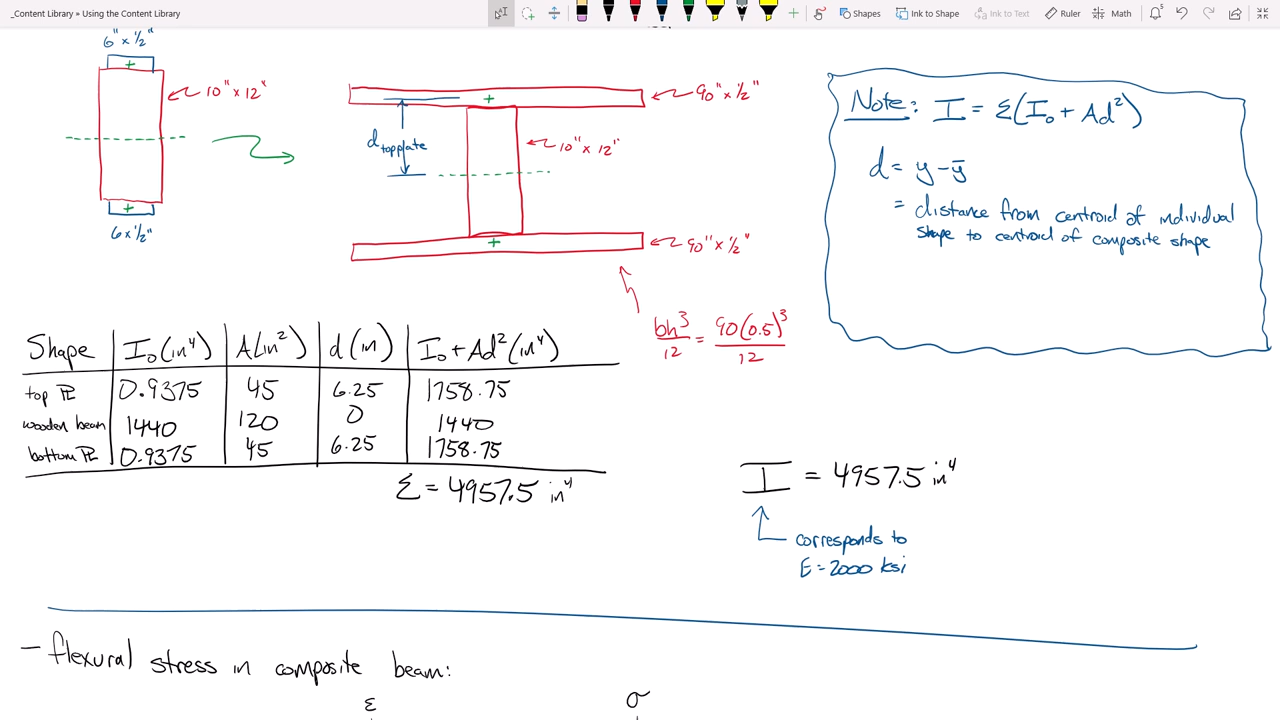 _Content Library » Using the Content Library
Shapes
Ink to Shape
Ink to Text
Ruler
Math
5
6" x ½"
10" x 12"
6 x ½"
d top plate
90" x ½"
10" x 12"
90" x ½"
bh³/12 = 90(0.5)³/12
Note: I = Σ(I₀ + Ad²)
d = y - ȳ
= distance from centroid of individual
shape to centroid of composite shape
Shape I₀(in⁴) A(in²) d(in) I₀ + Ad²(in⁴)
top PL 0.9375 45 6.25 1758.75
wooden beam 1440 120 0 1440
bottom PL 0.9375 45 6.25 1758.75
Σ = 4957.5 in⁴
I = 4957.5 in⁴
corresponds to
E = 2000 ksi
- flexural stress in composite beam:
ε σ